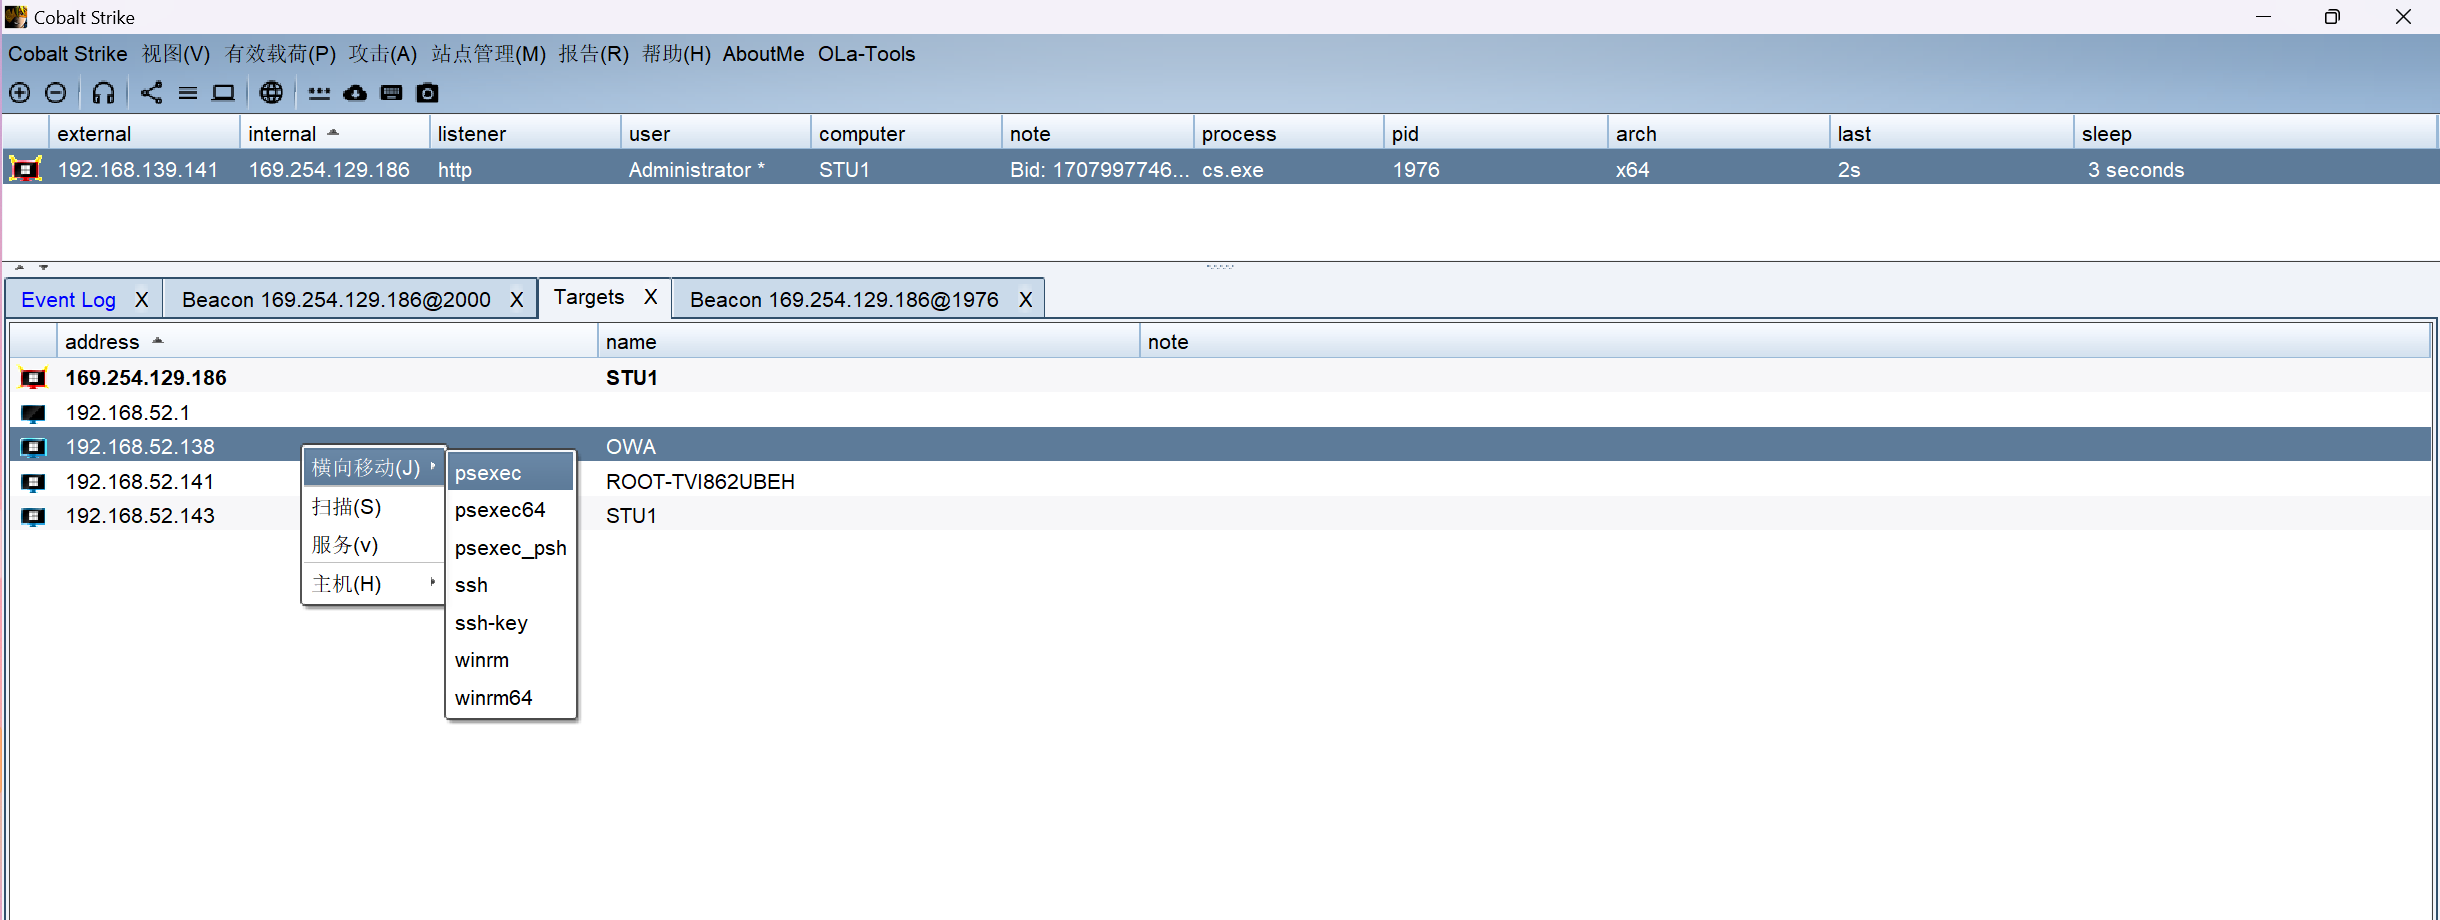 Cobalt Strike
Cobalt Strike 视图(V) 有效载荷(P) 攻击(A) 站点管理(M) 报告(R) 帮助(H) AboutMe OLa-Tools
external internal listener user computer note process pid arch last sleep
192.168.139.141 169.254.129.186 http Administrator * STU1 Bid: 1707997746... cs.exe 1976 x64 2s 3 seconds
Event Log X Beacon 169.254.129.186@2000 X Targets X Beacon 169.254.129.186@1976 X
address name note
169.254.129.186 STU1
192.168.52.1
192.168.52.138 OWA
192.168.52.141 ROOT-TVI862UBEH
192.168.52.143 STU1
横向移动(J)
扫描(S)
服务(v)
主机(H)
psexec
psexec64
psexec_psh
ssh
ssh-key
winrm
winrm64